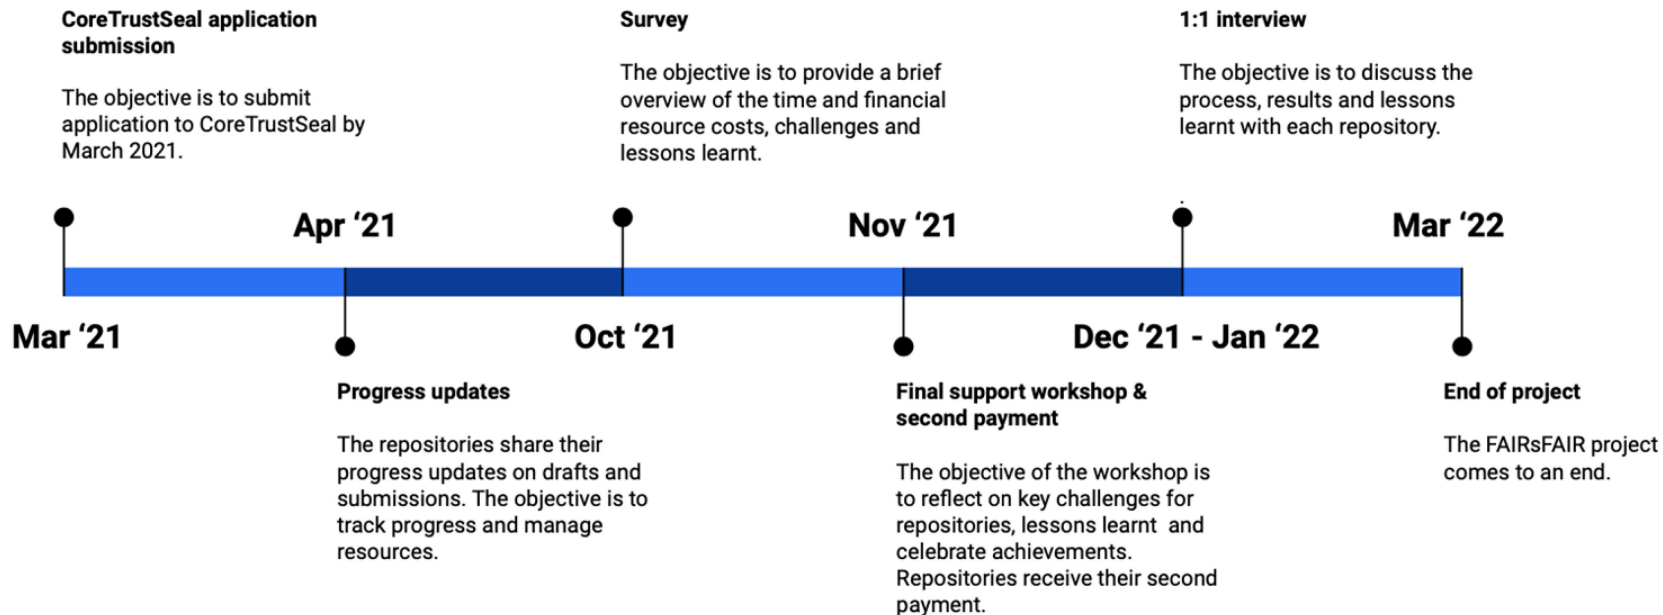 CoreTrustSeal application
submission
The objective is to submit
application to CoreTrustSeal by
March 2021.
Survey
The objective is to provide a brief
overview of the time and financial
resource costs, challenges and
lessons learnt.
1:1 interview
The objective is to discuss the
process, results and lessons
learnt with each repository.
Apr ‘21
Nov ‘21
Mar ‘22
Mar ‘21
Oct ‘21
Dec ‘21 - Jan ‘22
Progress updates
The repositories share their
progress updates on drafts and
submissions. The objective is to
track progress and manage
resources.
Final support workshop &
second payment
The objective of the workshop is
to reflect on key challenges for
repositories, lessons learnt and
celebrate achievements.
Repositories receive their second
payment.
End of project
The FAIRsFAIR project
comes to an end.